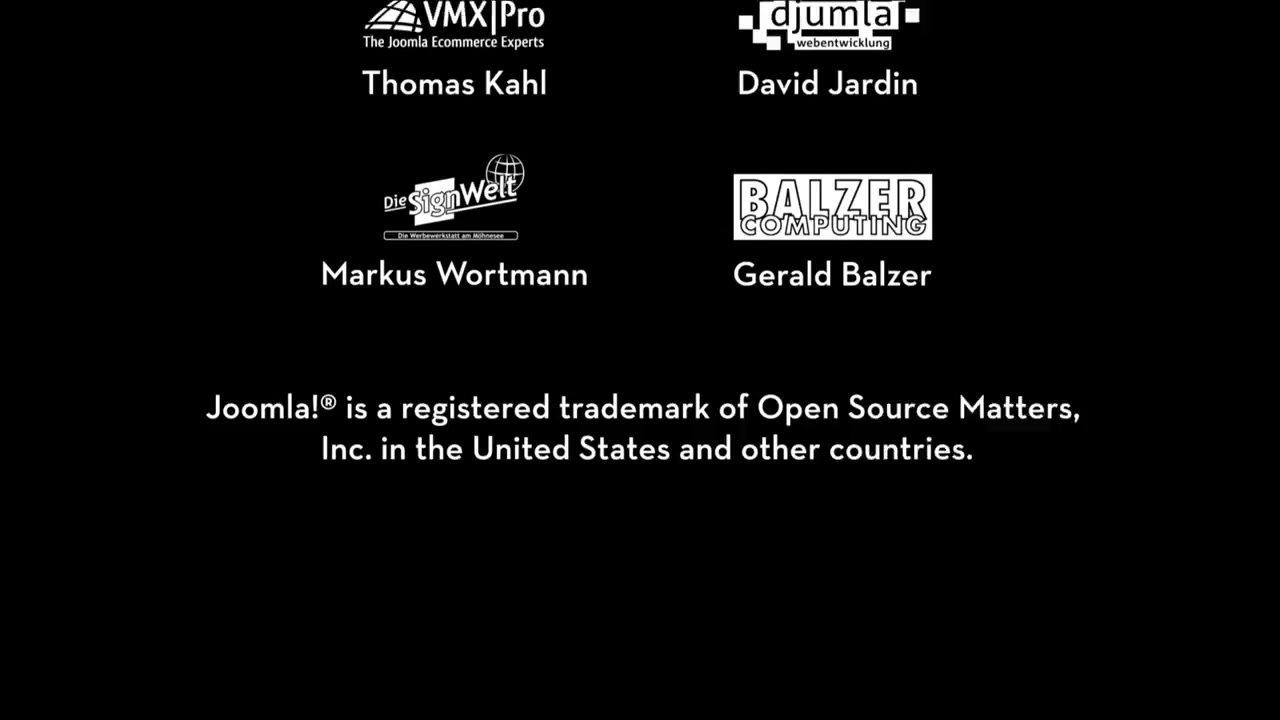 VMX|Pro
The Joomla Ecommerce Experts
Thomas Kahl
djumla
webentwicklung
David Jardin
Die SignWelt
Die Werbewerkstatt am Möhnesee
Markus Wortmann
BALZER
COMPUTING
Gerald Balzer
Joomla!® is a registered trademark of Open Source Matters,
Inc. in the United States and other countries.